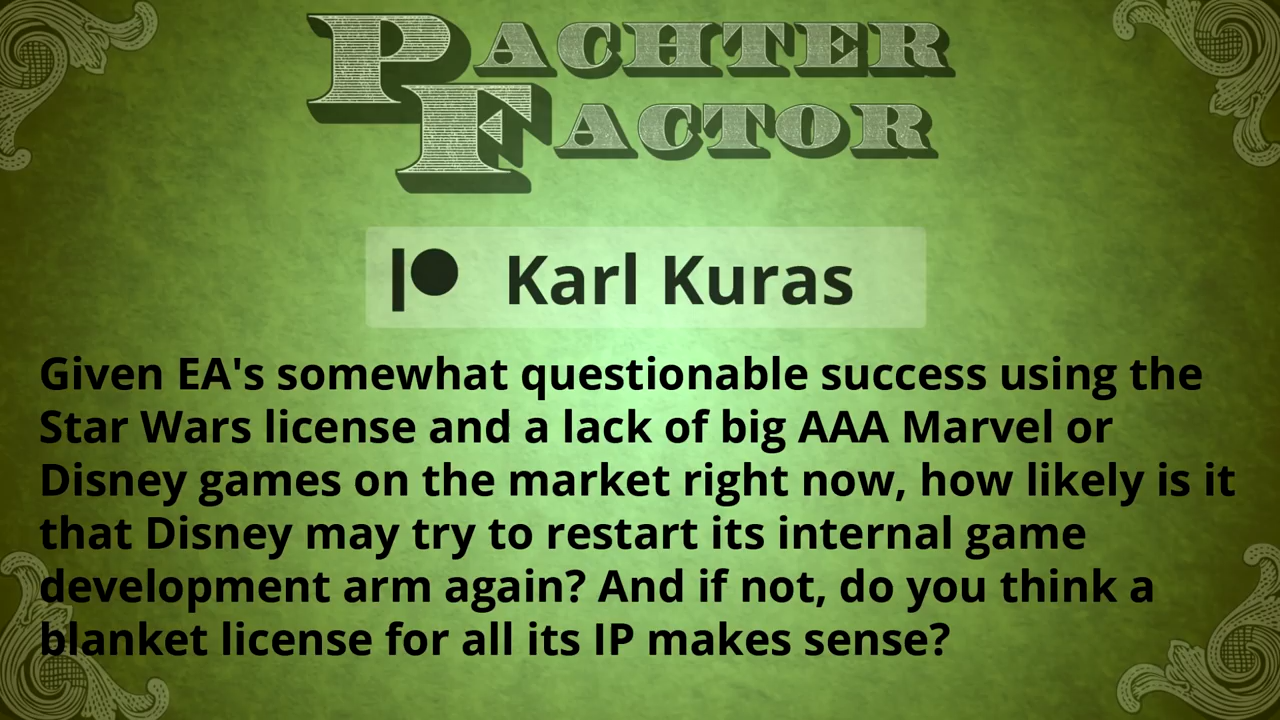 PACHTER
FACTOR
Karl Kuras
Given EA's somewhat questionable success using the
Star Wars license and a lack of big AAA Marvel or
Disney games on the market right now, how likely is it
that Disney may try to restart its internal game
development arm again? And if not, do you think a
blanket license for all its IP makes sense?